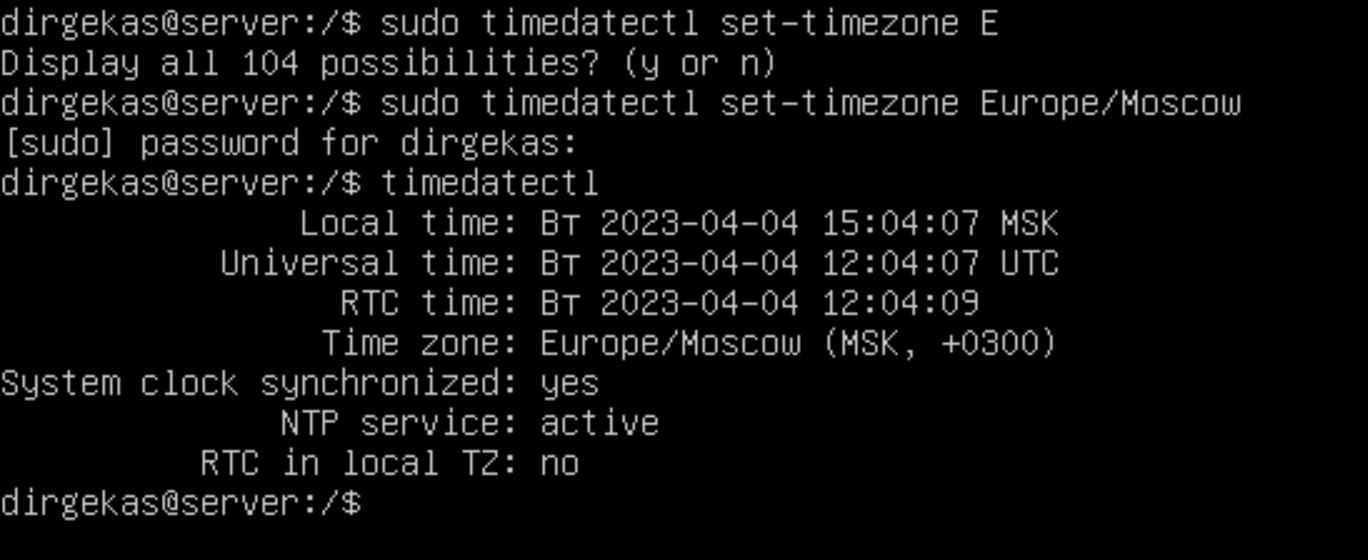 dirgekas@server:/$ sudo timedatectl set-timezone E
Display all 104 possibilities? (y or n)
dirgekas@server:/$ sudo timedatectl set-timezone Europe/Moscow
[sudo] password for dirgekas:
dirgekas@server:/$ timedatectl
Local time: Вт 2023-04-04 15:04:07 MSK
Universal time: Вт 2023-04-04 12:04:07 UTC
RTC time: Вт 2023-04-04 12:04:09
Time zone: Europe/Moscow (MSK, +0300)
System clock synchronized: yes
NTP service: active
RTC in local TZ: no
dirgekas@server:/$